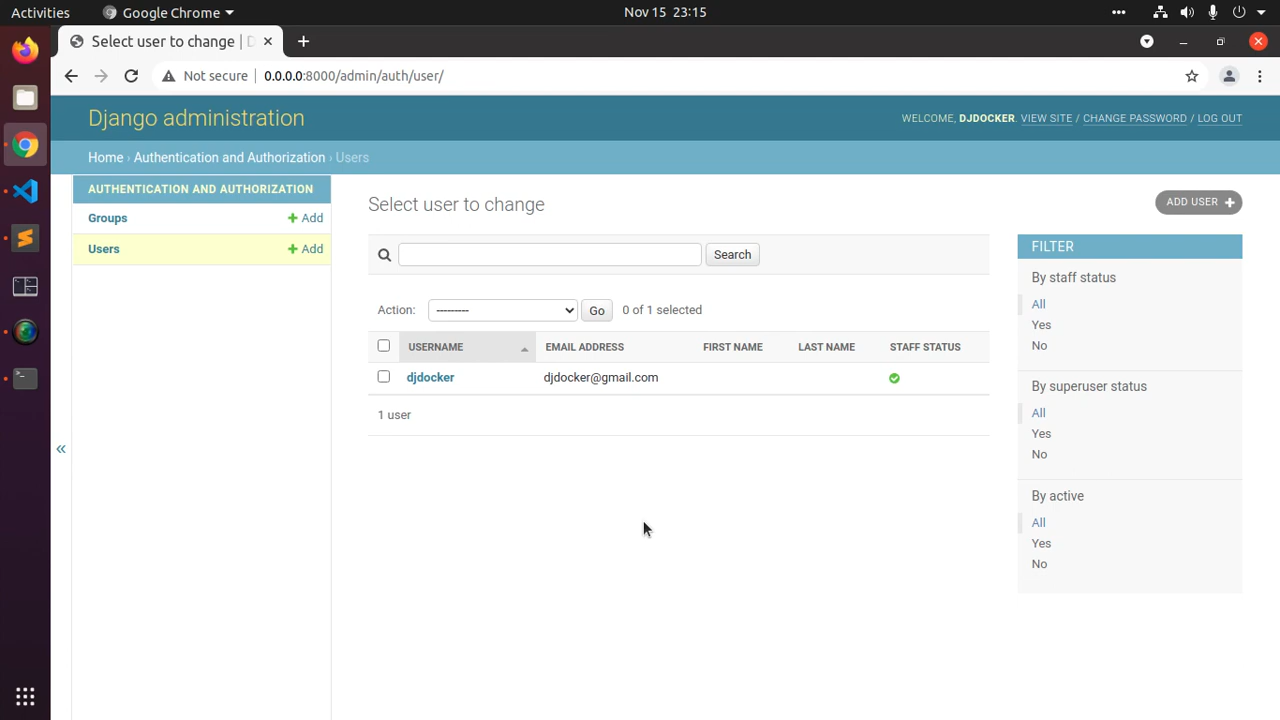 Activities Google Chrome Nov 15 23:15
Select user to change | D
Not secure 0.0.0.0:8000/admin/auth/user/
Django administration
WELCOME, DJDOCKER. VIEW SITE / CHANGE PASSWORD / LOG OUT
Home › Authentication and Authorization › Users
AUTHENTICATION AND AUTHORIZATION
Groups + Add
Users + Add
Select user to change
ADD USER +
Search
Action: --------- Go 0 of 1 selected
USERNAME EMAIL ADDRESS FIRST NAME LAST NAME STAFF STATUS
djdocker djdocker@gmail.com
1 user
«
FILTER
By staff status
All
Yes
No
By superuser status
All
Yes
No
By active
All
Yes
No